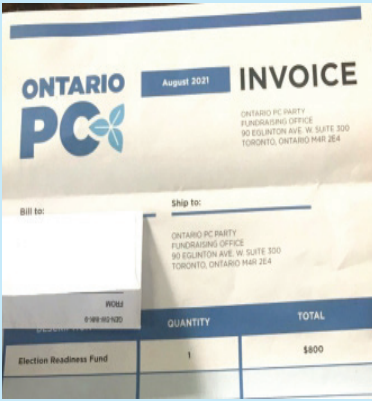 ONTARIO
PC
August 2021
INVOICE
ONTARIO PC PARTY
FUNDRAISING OFFICE
90 EGLINTON AVE. W. SUITE 300
TORONTO, ONTARIO M4R 2E4
Bill to:
Ship to:
ONTARIO PC PARTY
FUNDRAISING OFFICE
90 EGLINTON AVE. W. SUITE 300
TORONTO, ONTARIO M4R 2E4
FROM
QUANTITY
TOTAL
Election Readiness Fund
1
$800